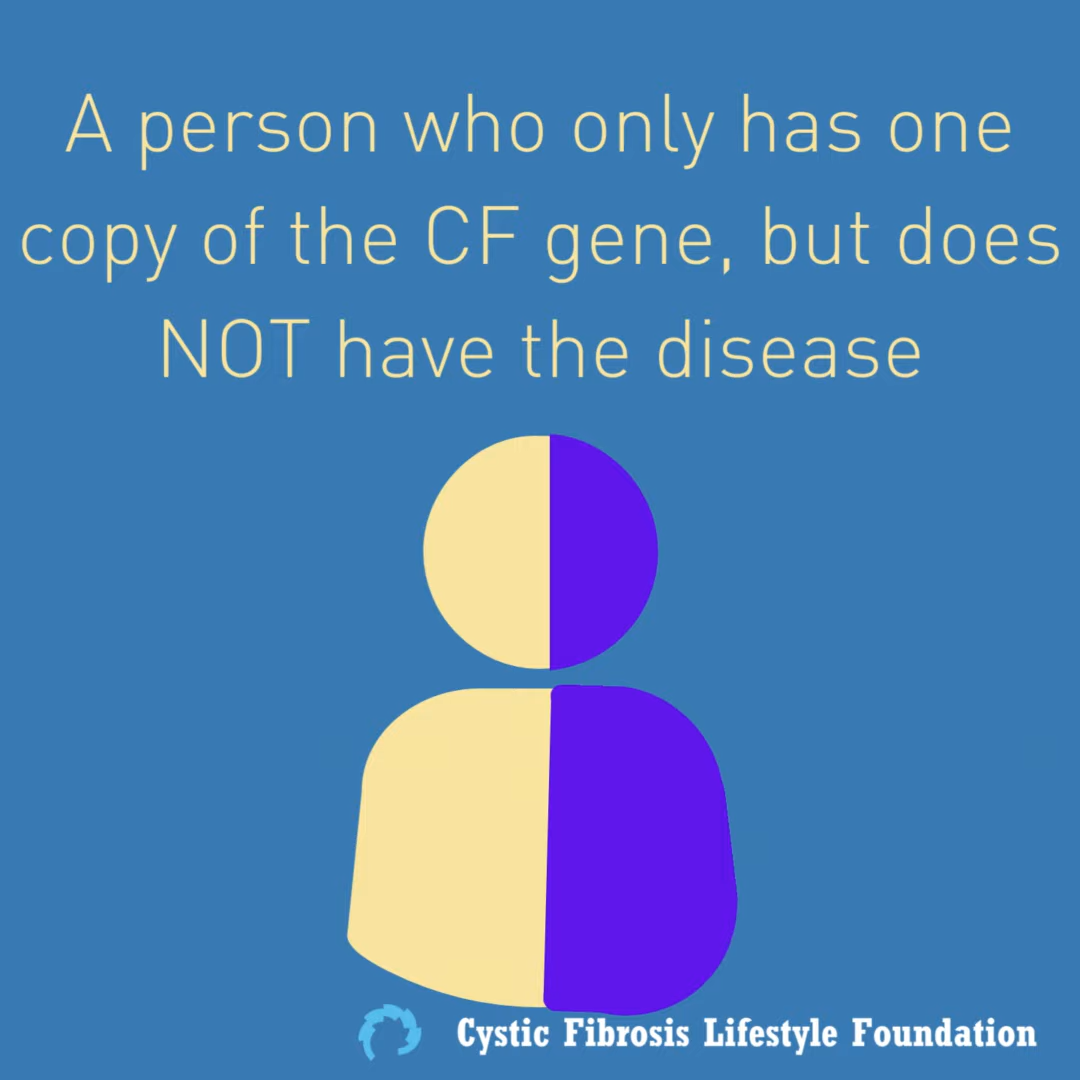 A person who only has one
copy of the CF gene, but does
NOT have the disease
Cystic Fibrosis Lifestyle Foundation